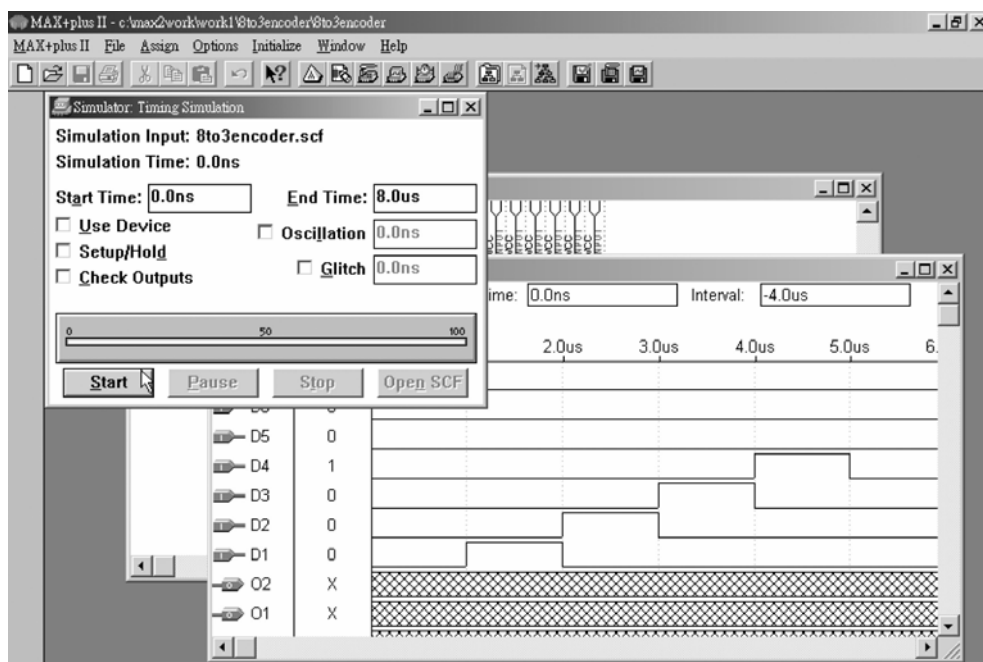 MAX+plus II - c:\max2work\work1\8to3encoder\8to3encoder
MAX+plus II File Assign Options Initialize Window Help
Simulator: Timing Simulation
Simulation Input: 8to3encoder.scf
Simulation Time: 0.0ns
Start Time: 0.0ns End Time: 8.0us
Use Device
Oscillation 0.0ns
Setup/Hold
Glitch 0.0ns
Check Outputs
0 50 100
Start Pause Stop Open SCF
ime: 0.0ns Interval: -4.0us
2.0us 3.0us 4.0us 5.0us 6.
D5 0
D4 1
D3 0
D2 0
D1 0
O2 X
O1 X